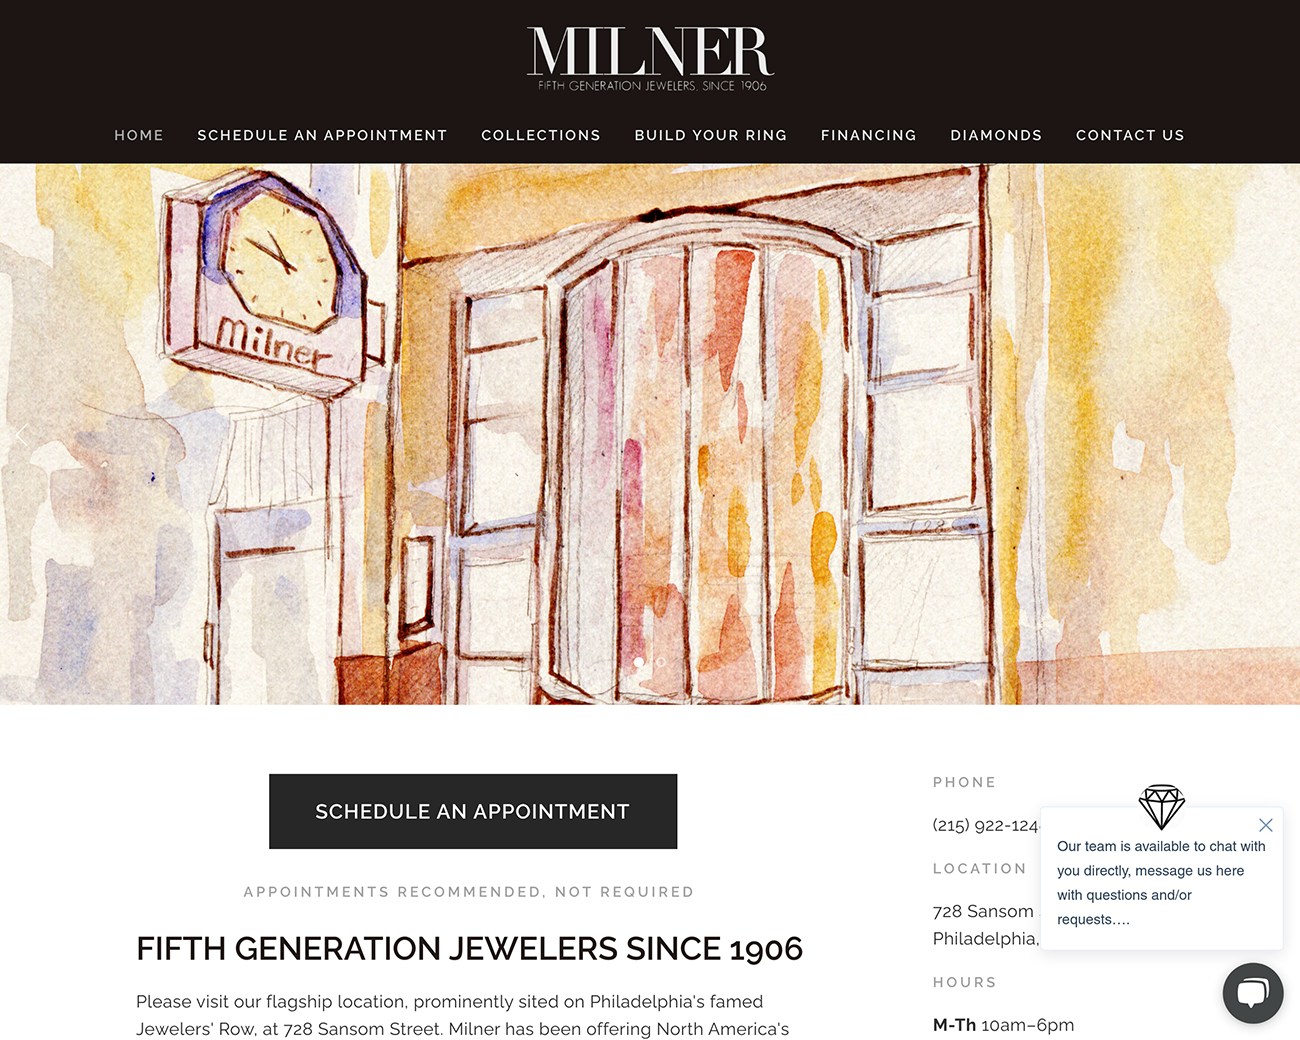 MILNER
FIFTH GENERATION JEWELERS, SINCE 1906
HOME SCHEDULE AN APPOINTMENT COLLECTIONS BUILD YOUR RING FINANCING DIAMONDS CONTACT US
milner
728
SCHEDULE AN APPOINTMENT
APPOINTMENTS RECOMMENDED, NOT REQUIRED
FIFTH GENERATION JEWELERS SINCE 1906
Please visit our flagship location, prominently sited on Philadelphia's famed
Jewelers' Row, at 728 Sansom Street. Milner has been offering North America's
PHONE
(215) 922-124
LOCATION
728 Sansom
Philadelphia,
HOURS
M-Th 10am–6pm
Our team is available to chat with
you directly, message us here
with questions and/or
requests....